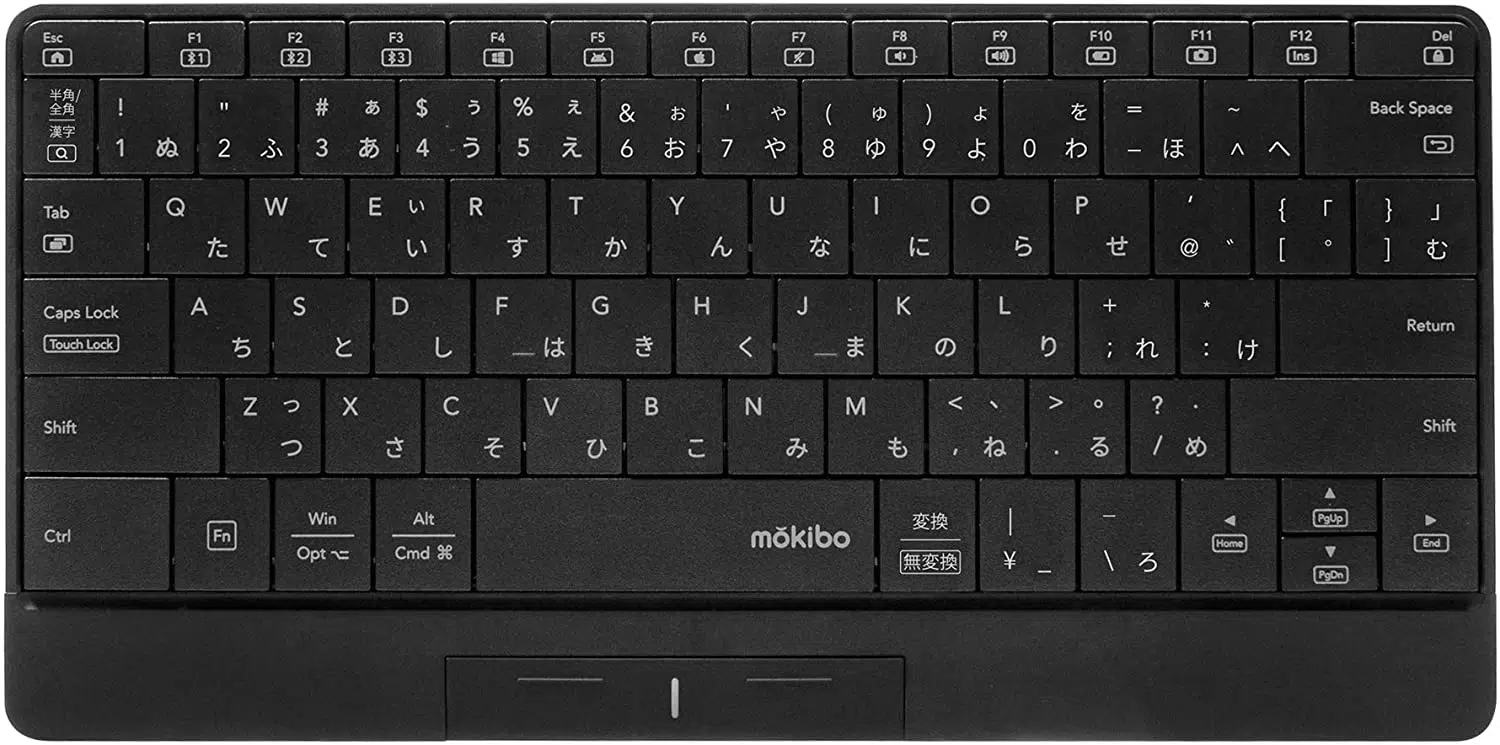 Esc F1 F2 F3 F4 F5 F6 F7 F8 F9 F10 F11 F12 Del
1 2 3 Ins
半角/ ! " # ぁ $ ぅ % ぇ & ぉ ' ゃ ( ゅ ) ょ を = ~ Back Space
全角
漢字 1 ぬ 2 ふ 3 あ 4 う 5 え 6 お 7 や 8 ゆ 9 よ 0 わ - ほ ^ へ
Tab Q W E ぃ R T Y U I O P ` { 「 } 」
た て い す か ん な に ら せ @ ゛ [ ゜ ] む
Caps Lock A S D F G H J K L + * Return
Touch Lock ち と し は き く ま の り ; れ : け
Shift Z っ X C V B N M < 、 > 。 ? ・ Shift
つ さ そ ひ こ み も , ね . る / め
Ctrl Fn Win Alt mokibo 変換 | _ PgUp
Opt ⌥ Cmd ⌘ 無変換 ¥ _ \ ろ Home PgDn End